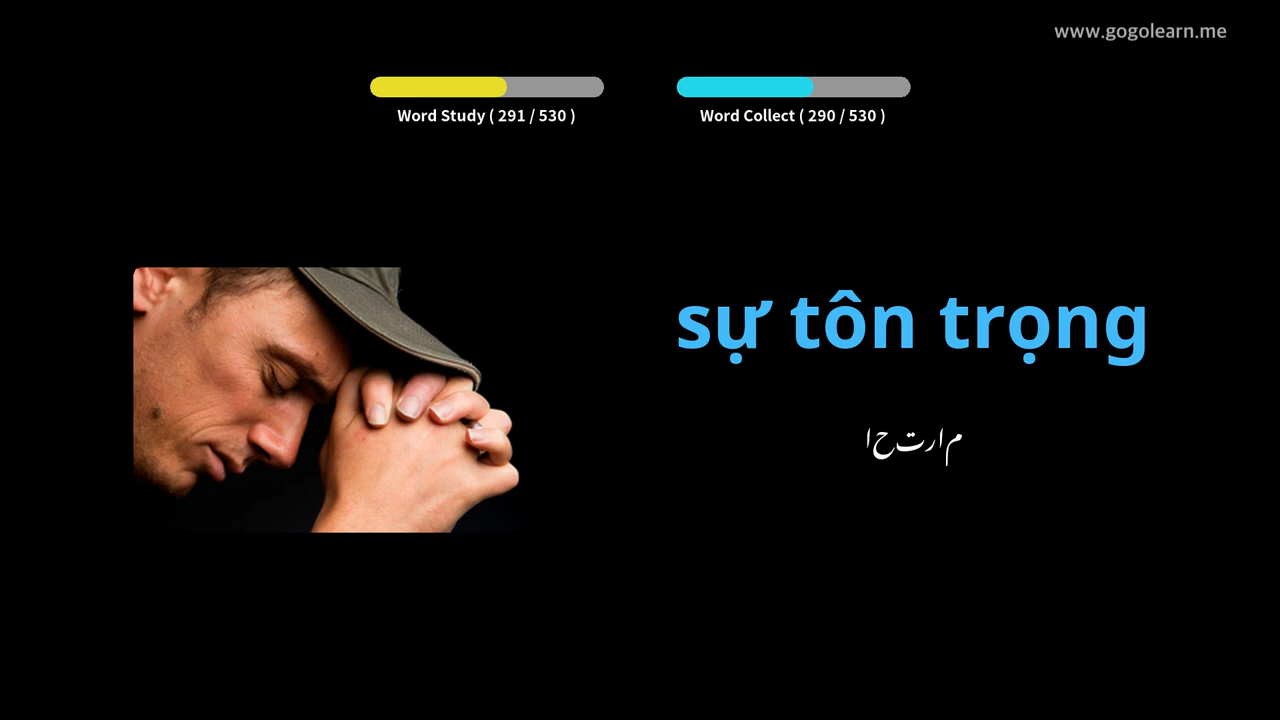 www.gogolearn.me
Word Study ( 291 / 530 )
Word Collect ( 290 / 530 )
sự tôn trọng
احترام